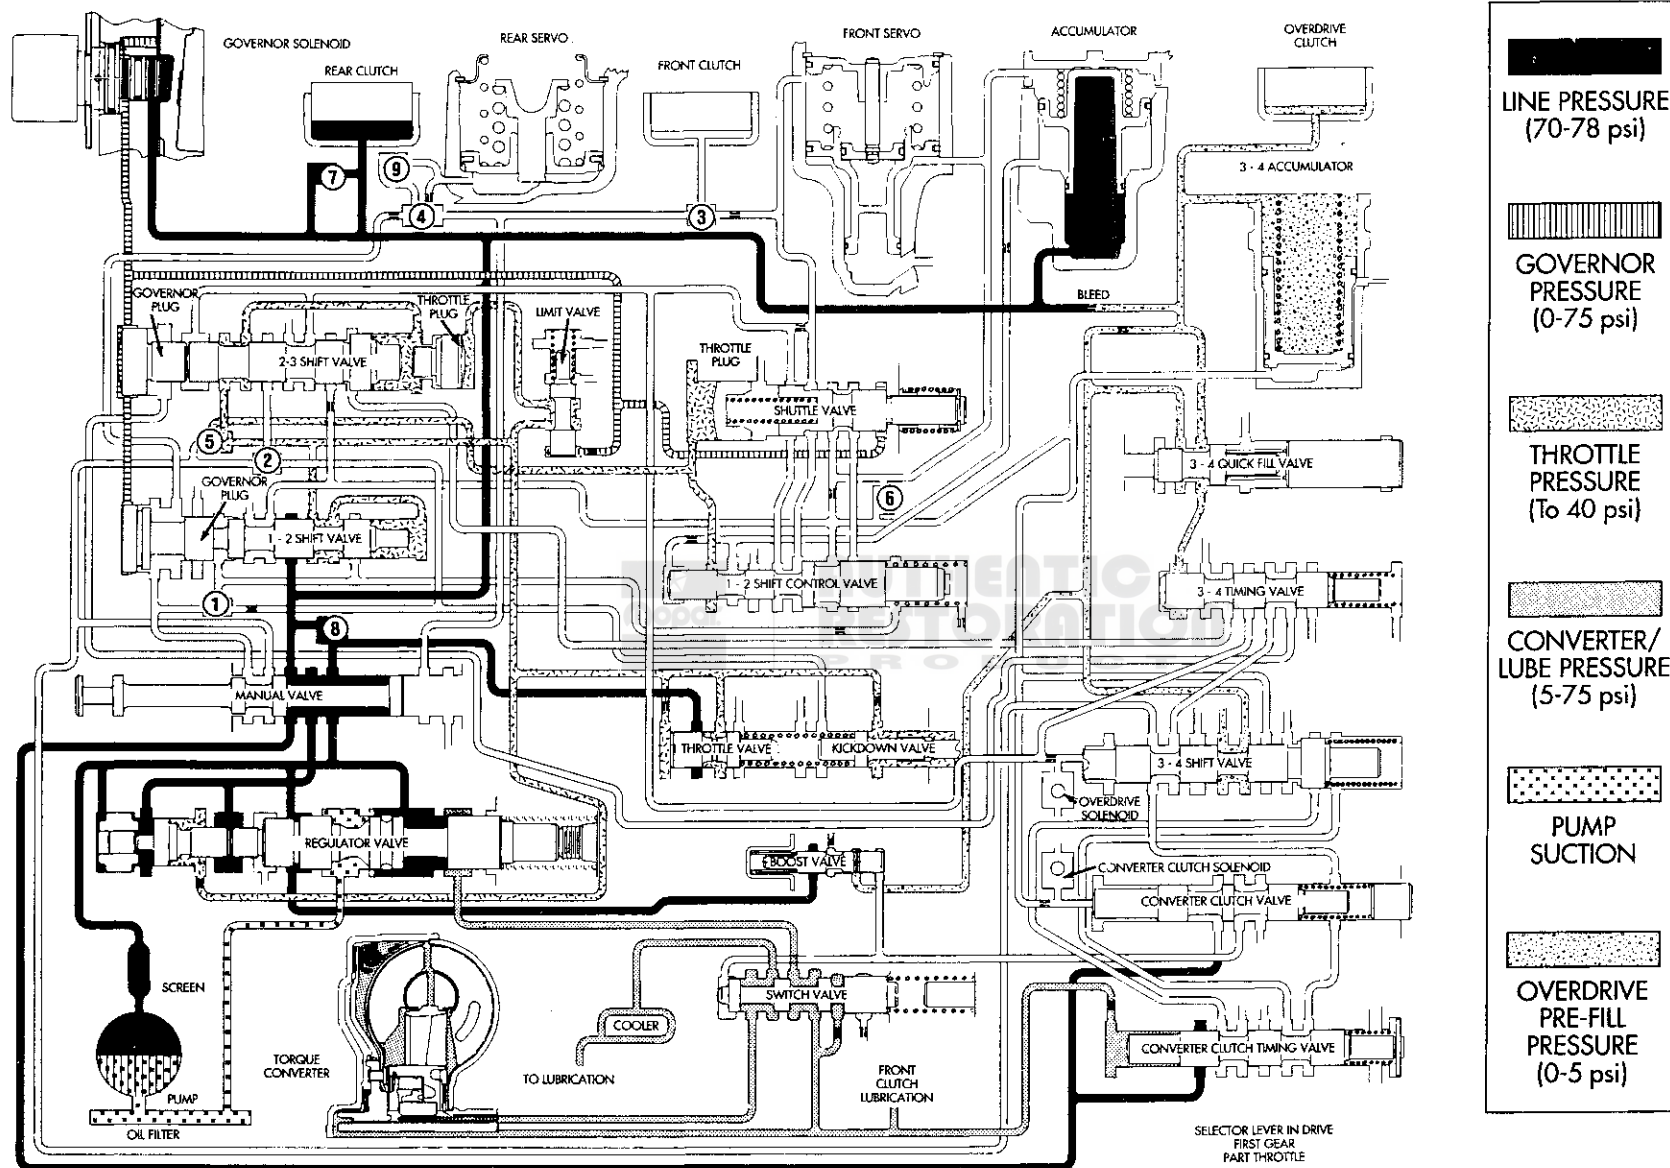 GOVERNOR SOLENOID
REAR CLUTCH
REAR SERVO
FRONT CLUTCH
FRONT SERVO
ACCUMULATOR
OVERDRIVE
CLUTCH
3 - 4 ACCUMULATOR
7
9
4
3
BLEED
GOVERNOR
PLUG
THROTTLE
PLUG
LIMIT VALVE
THROTTLE
PLUG
2-3 SHIFT VALVE
SHUTTLE VALVE
5
2
GOVERNOR
PLUG
3 - 4 QUICK FILL VALVE
6
1 - 2 SHIFT VALVE
1 - 2 SHIFT CONTROL VALVE
3 - 4 TIMING VALVE
1
8
MANUAL VALVE
THROTTLE VALVE
KICKDOWN VALVE
3 - 4 SHIFT VALVE
OVERDRIVE
SOLENOID
REGULATOR VALVE
BOOST VALVE
CONVERTER CLUTCH SOLENOID
CONVERTER CLUTCH VALVE
SCREEN
SWITCH VALVE
COOLER
CONVERTER CLUTCH TIMING VALVE
TORQUE
CONVERTER
TO LUBRICATION
FRONT
CLUTCH
LUBRICATION
PUMP
OIL FILTER
SELECTOR LEVER IN DRIVE
FIRST GEAR
PART THROTTLE
LINE PRESSURE
(70-78 psi)
GOVERNOR
PRESSURE
(0-75 psi)
THROTTLE
PRESSURE
(To 40 psi)
CONVERTER/
LUBE PRESSURE
(5-75 psi)
PUMP
SUCTION
OVERDRIVE
PRE-FILL
PRESSURE
(0-5 psi)
AUTHENTIC
RESTORATION
PRODUCT